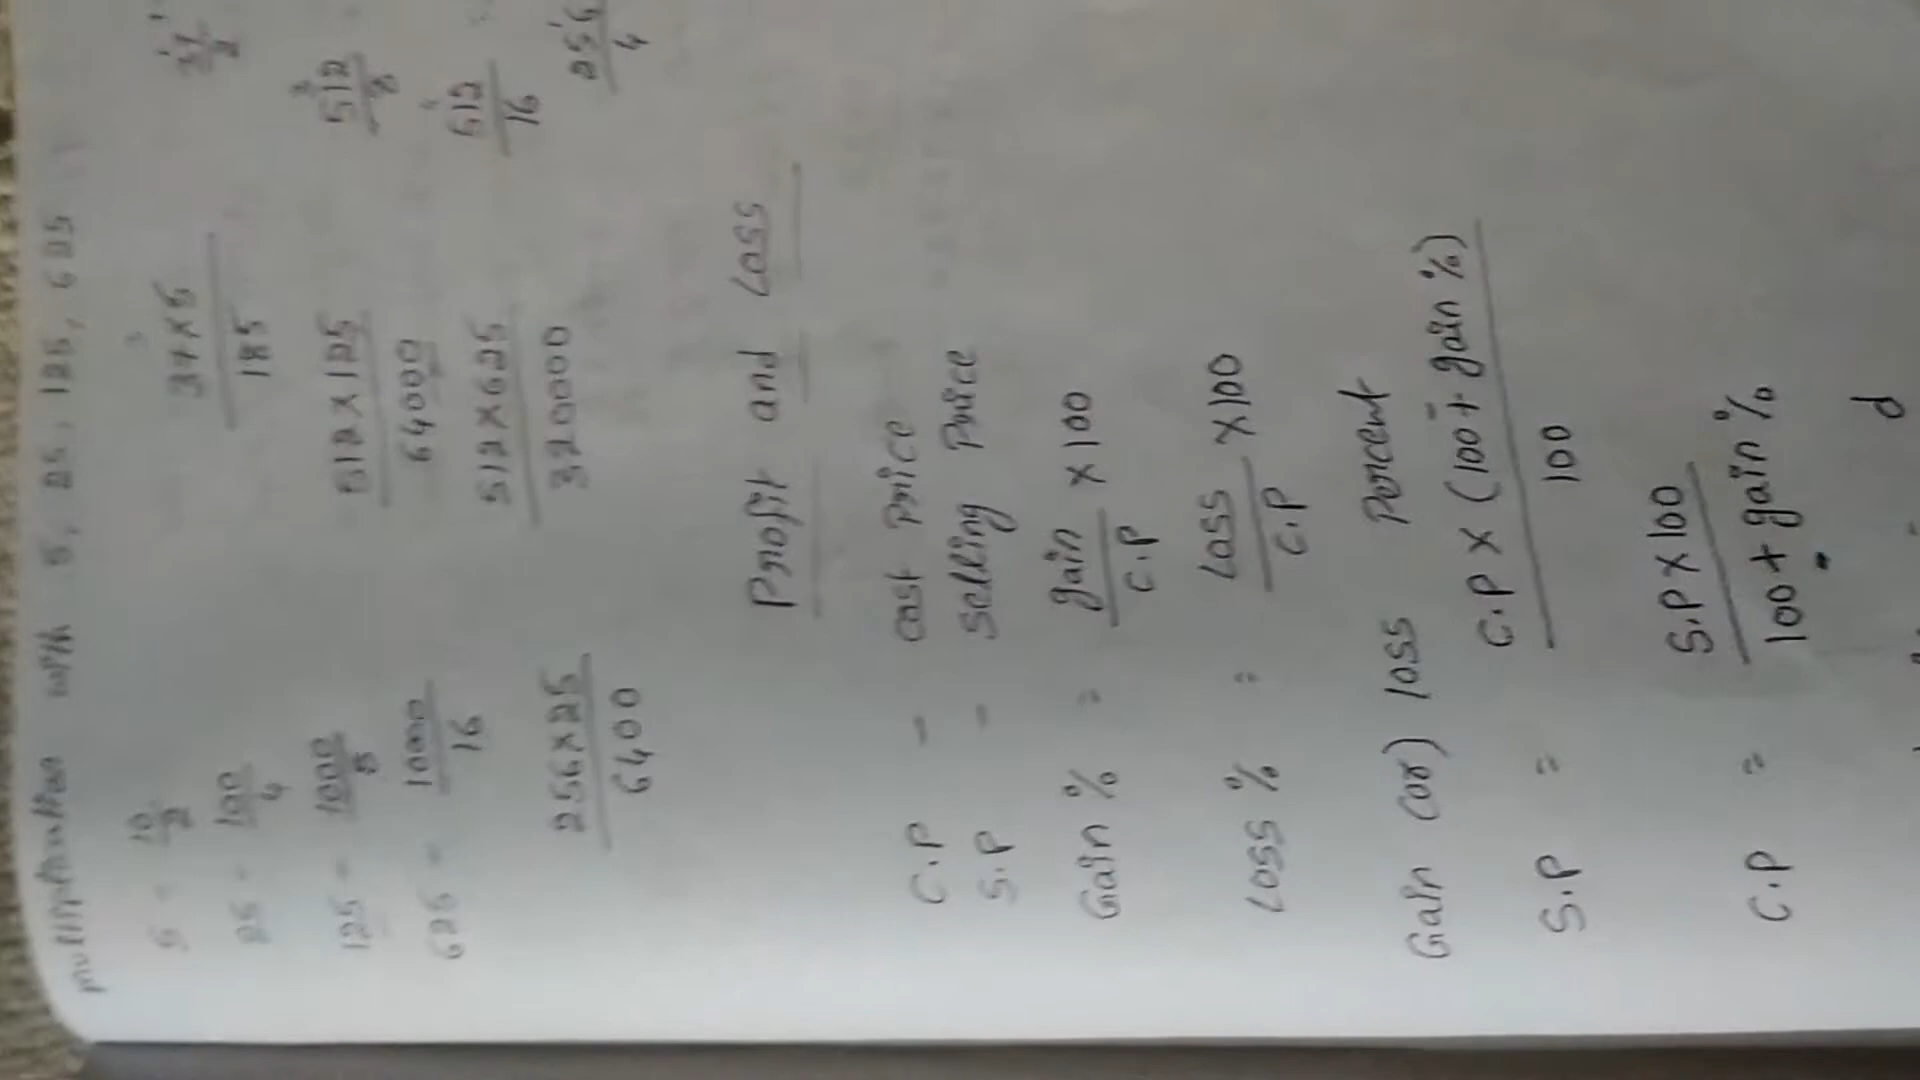 multiplication with 5, 25, 125, 625
5 - 10/2
37×5
185
25 - 100/4
125 - 1000/8
512×125
64000
512/8
625 - 1000/16
512×625
320000
512/16
256×25
6400
256/4
Profit and Loss
C.P - cost Price
S.P - selling Price
Gain % = gain/C.P × 100
Loss % = Loss/C.P ×100
Gain (or) loss Percent
S.P = C.P × (100 + gain %)/100
C.P = S.P × 100/100 + gain %